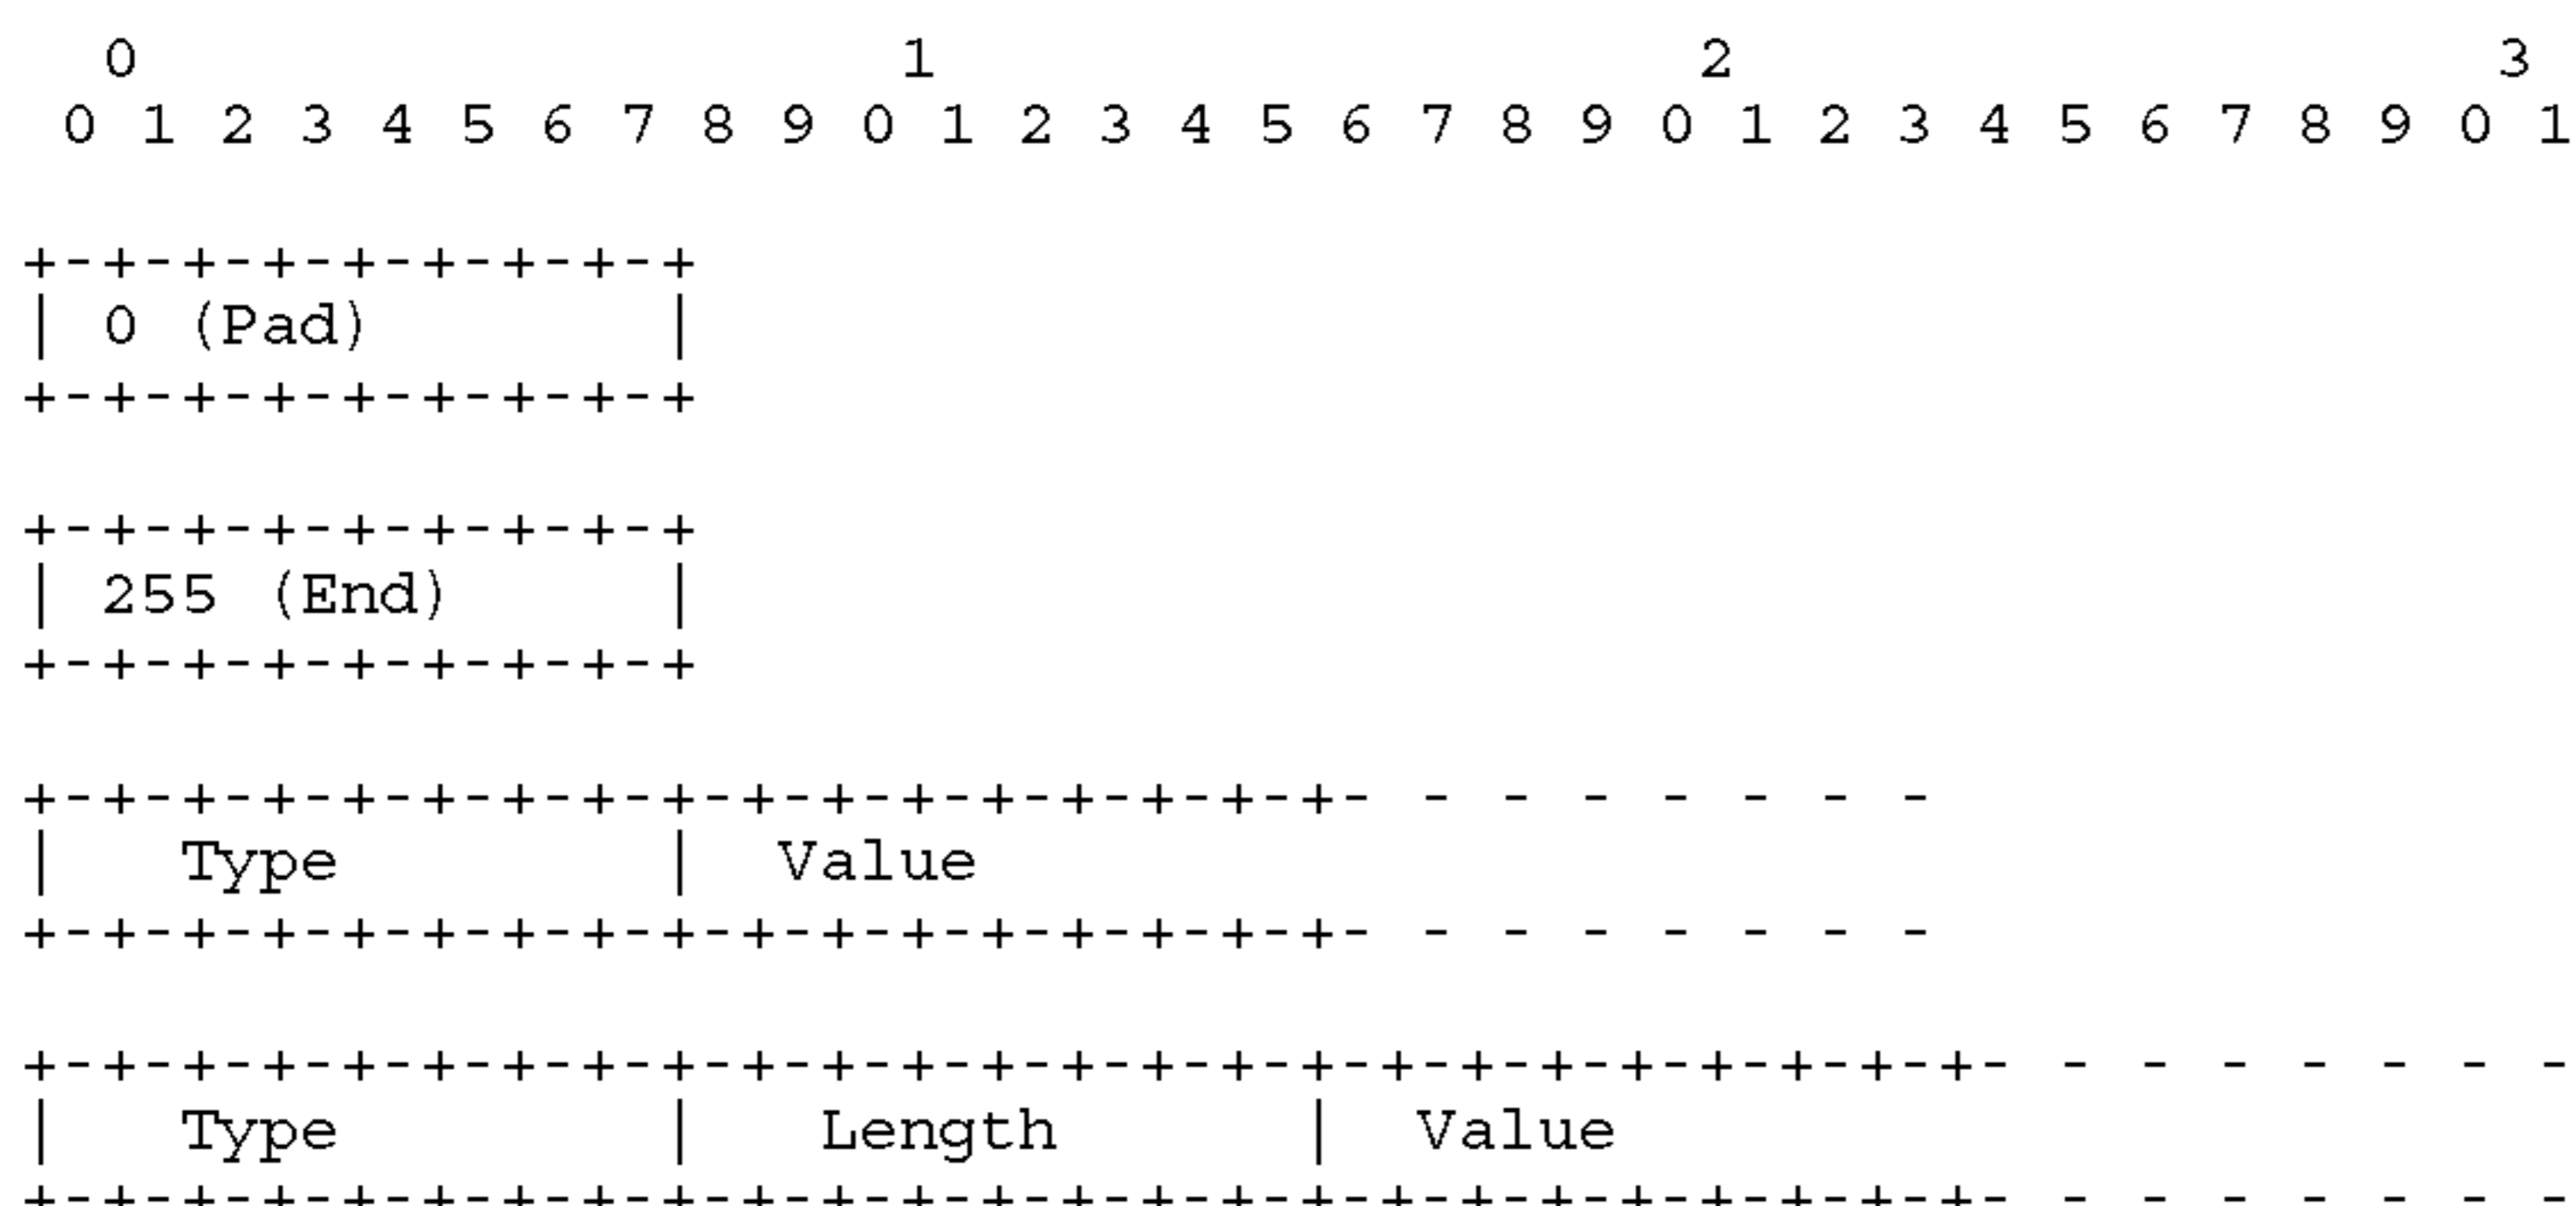 0                   1                   2                   3
 0 1 2 3 4 5 6 7 8 9 0 1 2 3 4 5 6 7 8 9 0 1 2 3 4 5 6 7 8 9 0 1
+-+-+-+-+-+-+-+-+
| 0 (Pad)       |
+-+-+-+-+-+-+-+-+
+-+-+-+-+-+-+-+-+
| 255 (End)     |
+-+-+-+-+-+-+-+-+
+-+-+-+-+-+-+-+-+-+-+-+-+-+-+-+-+- - - - - - - -
|   Type        | Value
+-+-+-+-+-+-+-+-+-+-+-+-+-+-+-+-+- - - - - - - -
+-+-+-+-+-+-+-+-+-+-+-+-+-+-+-+-+-+-+-+-+-+-+-+-+- - - - - - - -
|   Type        |   Length      | Value
+-+-+-+-+-+-+-+-+-+-+-+-+-+-+-+-+-+-+-+-+-+-+-+-+- - - - - - - -